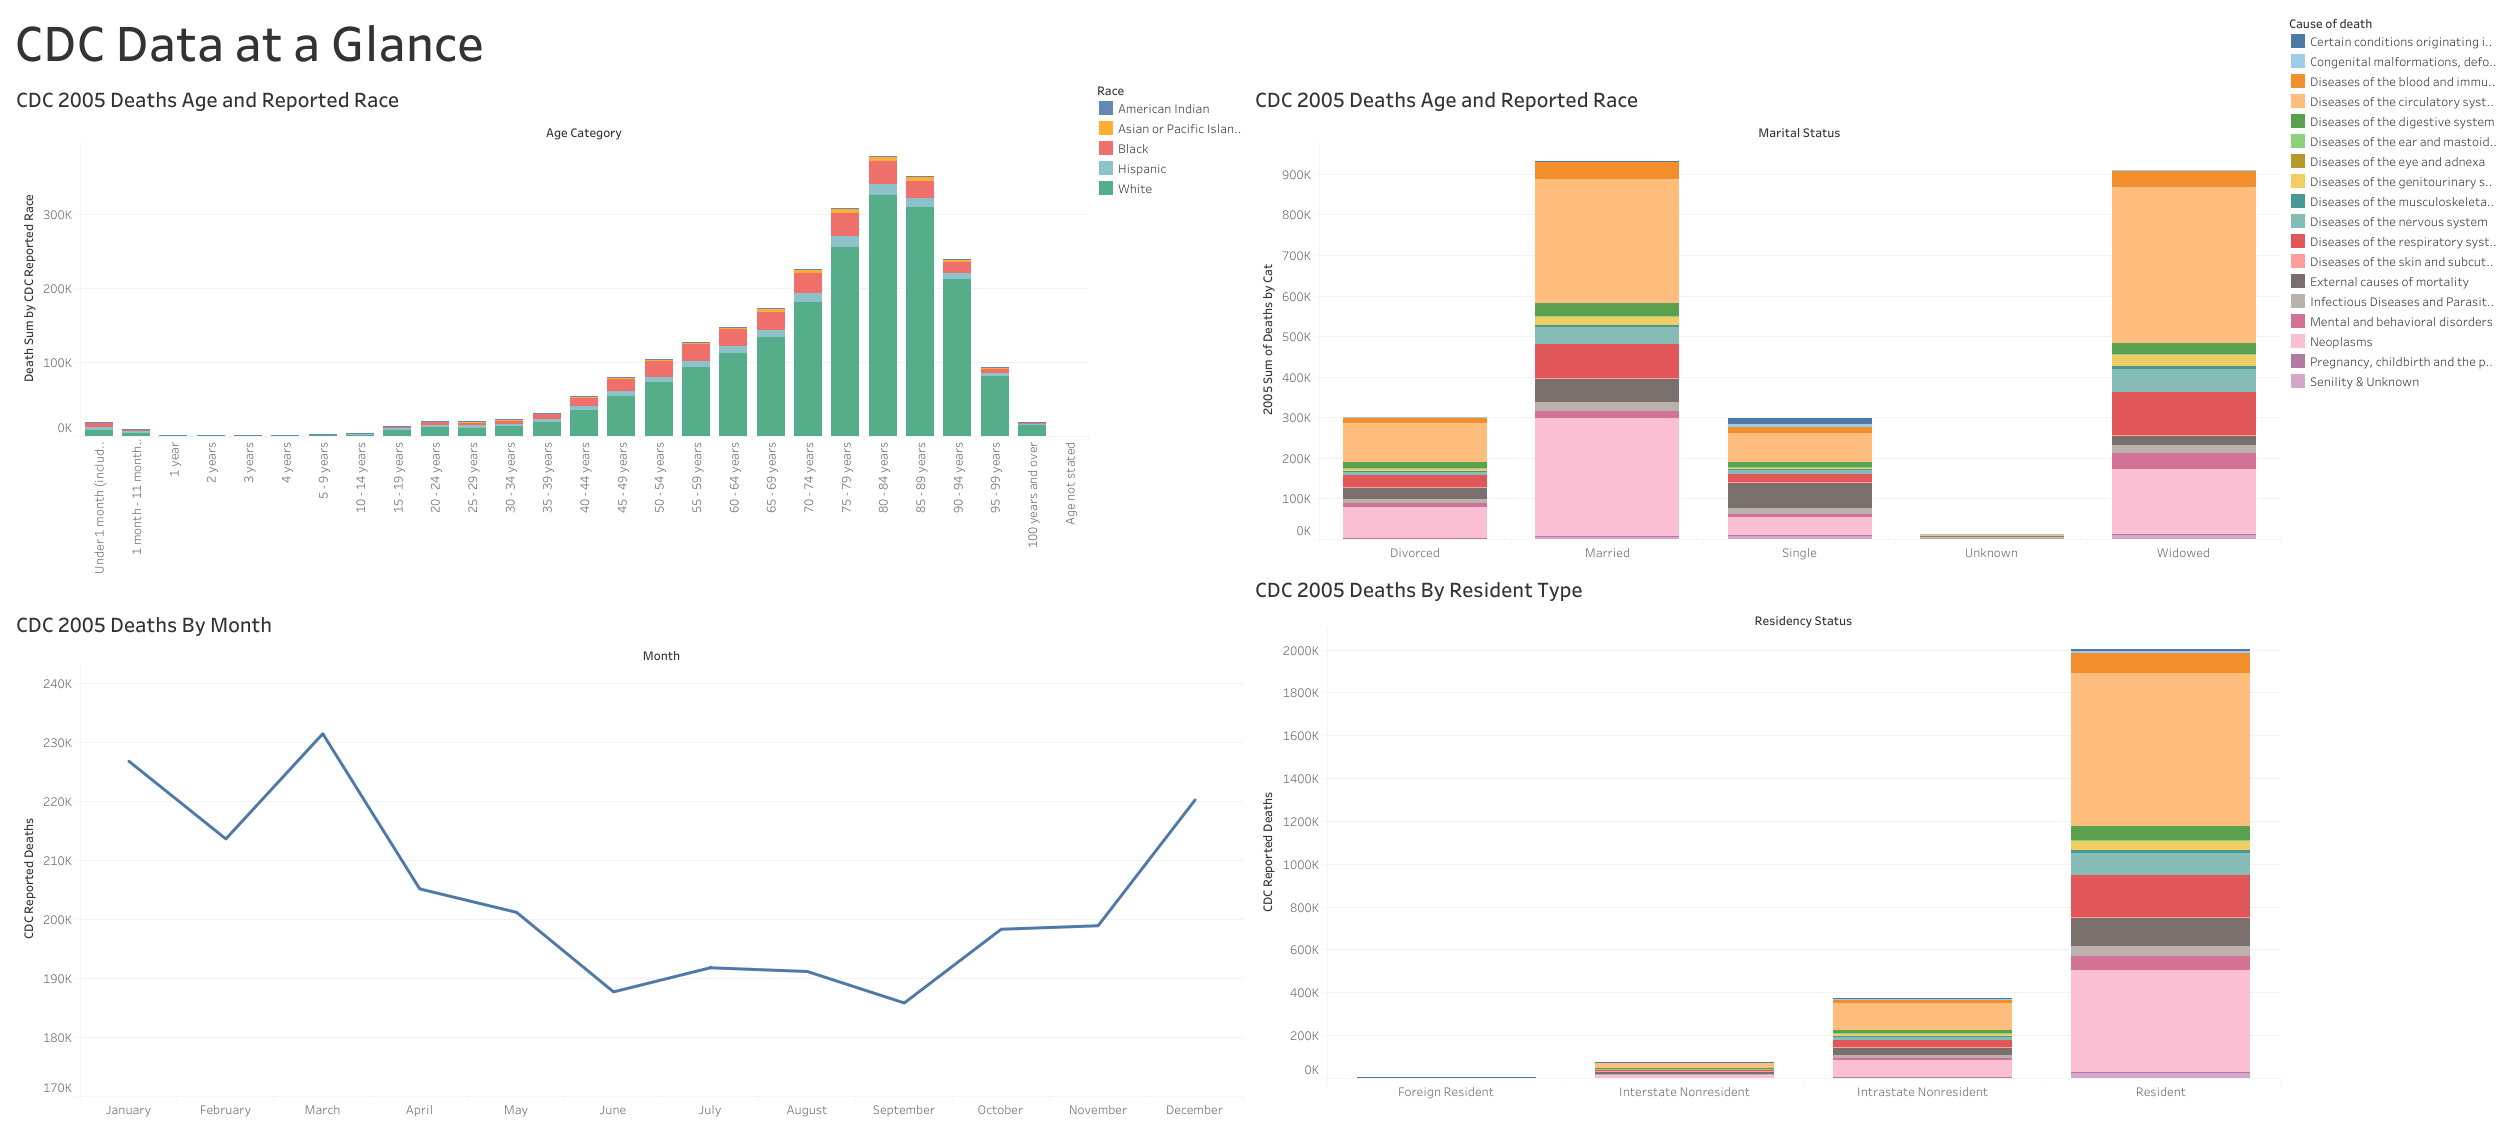 CDC Data at a Glance
CDC 2005 Deaths Age and Reported Race
Age Category
Death Sum by CDC Reported Race
300K
200K
100K
0K
Under 1 month (includ..
1 month - 11 month..
1 year
2 years
3 years
4 years
5 - 9 years
10 - 14 years
15 - 19 years
20 - 24 years
25 - 29 years
30 - 34 years
35 - 39 years
40 - 44 years
45 - 49 years
50 - 54 years
55 - 59 years
60 - 64 years
65 - 69 years
70 - 74 years
75 - 79 years
80 - 84 years
85 - 89 years
90 - 94 years
95 - 99 years
100 years and over
Age not stated
Race
American Indian
Asian or Pacific Islan..
Black
Hispanic
White
CDC 2005 Deaths Age and Reported Race
Marital Status
2005 Sum of Deaths by Cat
900K
800K
700K
600K
500K
400K
300K
200K
100K
0K
Divorced
Married
Single
Unknown
Widowed
Cause of death
Certain conditions originating i..
Congenital malformations, defo..
Diseases of the blood and immu..
Diseases of the circulatory syst..
Diseases of the digestive system
Diseases of the ear and mastoid..
Diseases of the eye and adnexa
Diseases of the genitourinary s..
Diseases of the musculoskeleta..
Diseases of the nervous system
Diseases of the respiratory syst..
Diseases of the skin and subcut..
External causes of mortality
Infectious Diseases and Parasit..
Mental and behavioral disorders
Neoplasms
Pregnancy, childbirth and the p..
Senility & Unknown
CDC 2005 Deaths By Month
Month
CDC Reported Deaths
240K
230K
220K
210K
200K
190K
180K
170K
January
February
March
April
May
June
July
August
September
October
November
December
CDC 2005 Deaths By Resident Type
Residency Status
CDC Reported Deaths
2000K
1800K
1600K
1400K
1200K
1000K
800K
600K
400K
200K
0K
Foreign Resident
Interstate Nonresident
Intrastate Nonresident
Resident